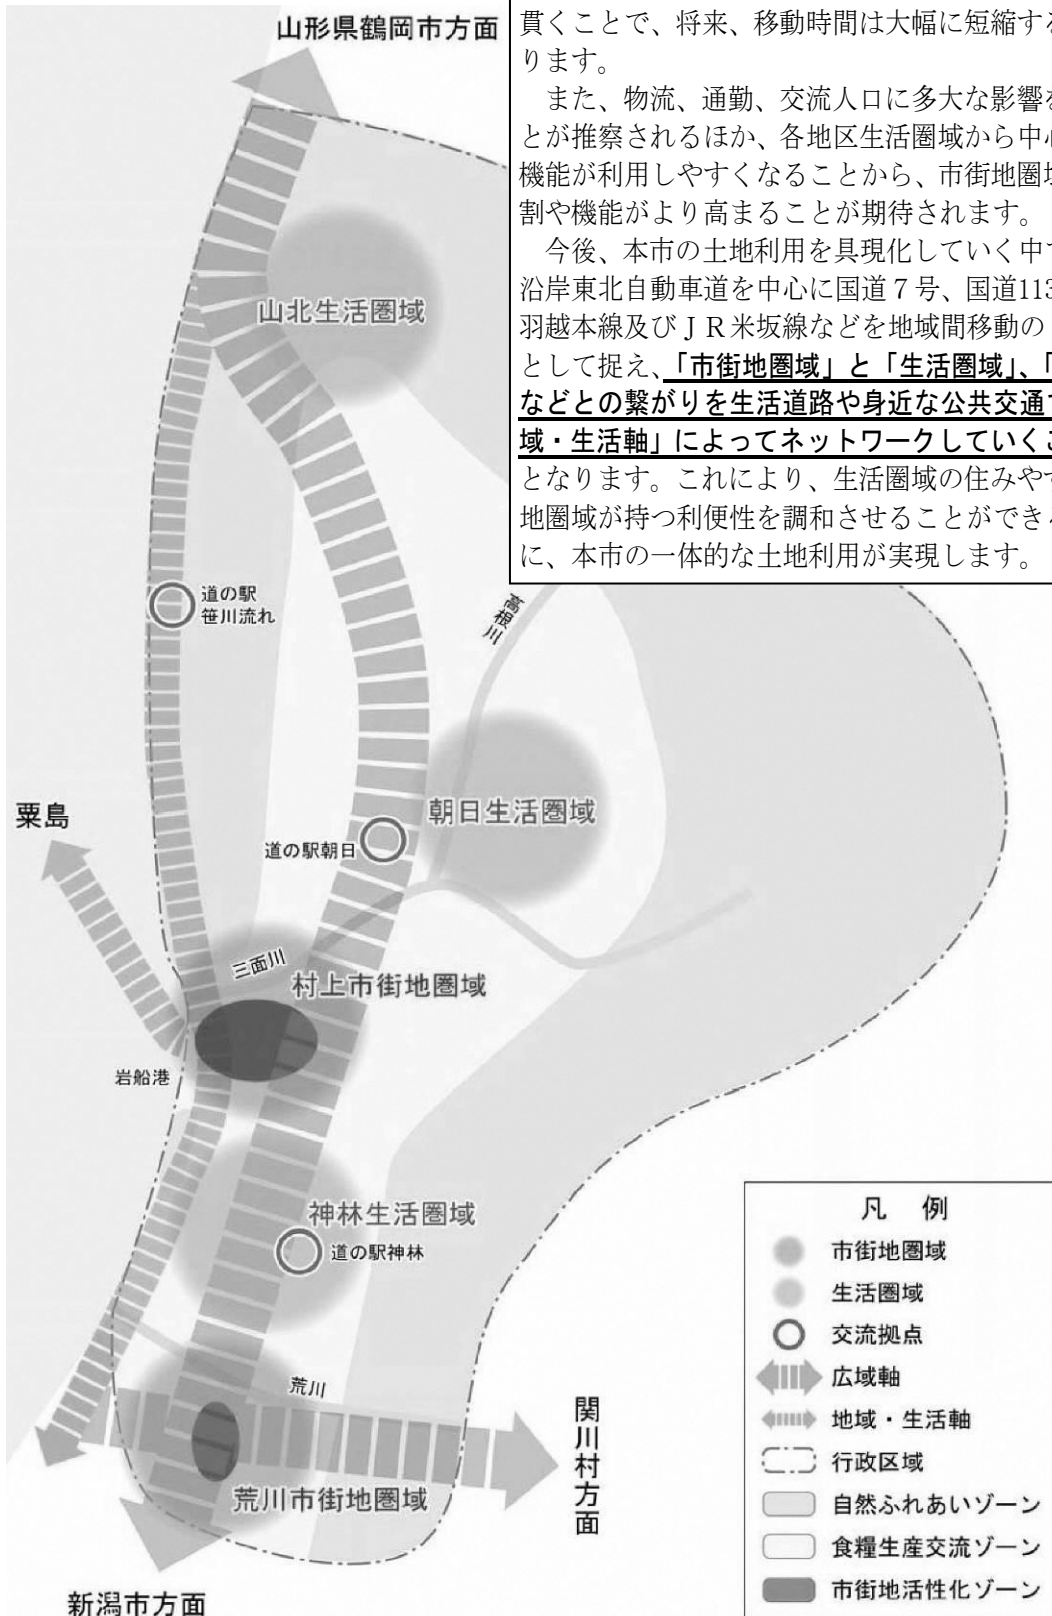 山形県鶴岡市方面
貫くことで、将来、移動時間は大幅に短縮する
ります。
また、物流、通勤、交流人口に多大な影響を
とが推察されるほか、各地区生活圏域から中心
機能が利用しやすくなることから、市街地圏域
割や機能がより高まることが期待されます。
今後、本市の土地利用を具現化していく中で
沿岸東北自動車道を中心に国道７号、国道113
羽越本線及びＪＲ米坂線などを地域間移動の
として捉え、「市街地圏域」と「生活圏域」、「
などとの繋がりを生活道路や身近な公共交通で
域・生活軸」によってネットワークしていくこ
となります。これにより、生活圏域の住みやす
地圏域が持つ利便性を調和させることができ
に、本市の一体的な土地利用が実現します。
山北生活圏域
道の駅
笹川流れ
高根川
朝日生活圏域
粟島
道の駅朝日
三面川
村上市街地圏域
岩船港
神林生活圏域
道の駅神林
荒川
関川村方面
荒川市街地圏域
新潟市方面
凡 例
市街地圏域
生活圏域
交流拠点
広域軸
地域・生活軸
行政区域
自然ふれあいゾーン
食糧生産交流ゾーン
市街地活性化ゾーン